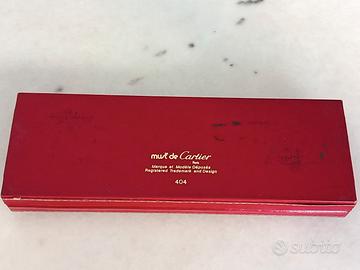 must de Cartier
Paris
Marque et Modèle Déposés
Registered Trademark and Design
404
subito